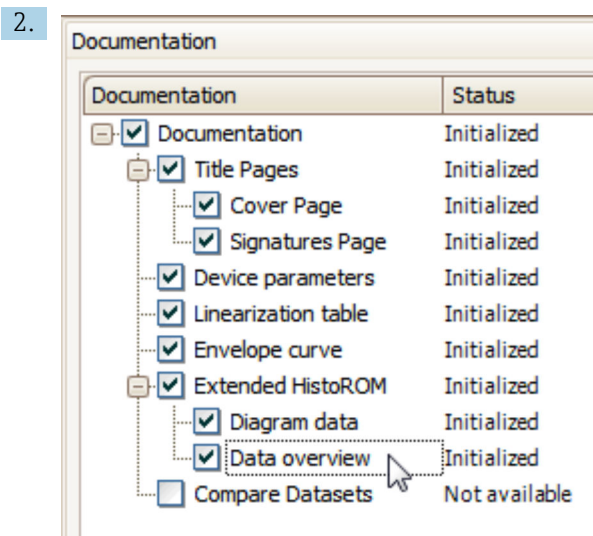 2.
Documentation
Documentation Status
Documentation Initialized
Title Pages Initialized
Cover Page Initialized
Signatures Page Initialized
Device parameters Initialized
Linearization table Initialized
Envelope curve Initialized
Extended HistoROM Initialized
Diagram data Initialized
Data overview Initialized
Compare Datasets Not available